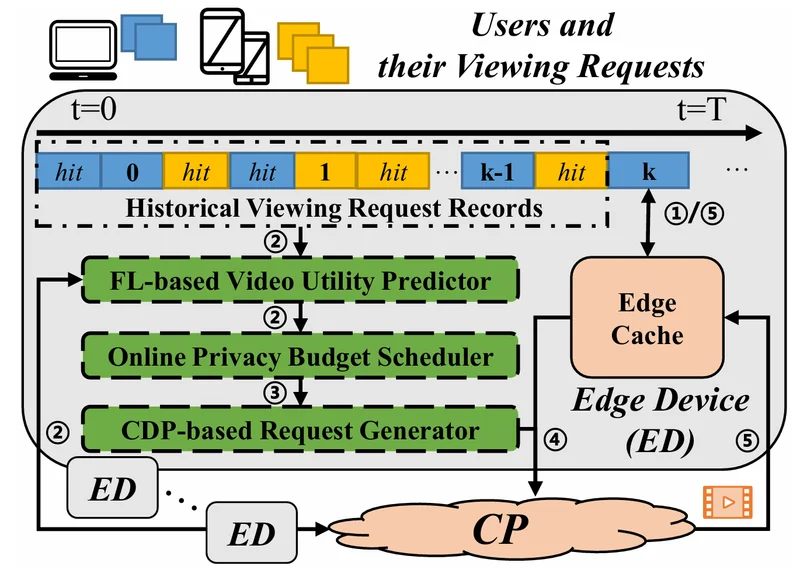 Users and
their Viewing Requests
t=0 t=T
hit 0 hit hit 1 hit ... k-1 hit k ...
Historical Viewing Request Records
①/⑤
②
FL-based Video Utility Predictor
②
Online Privacy Budget Scheduler
③
CDP-based Request Generator
Edge
Cache
Edge Device
(ED)
② ④ ⑤
ED
...
ED
CP